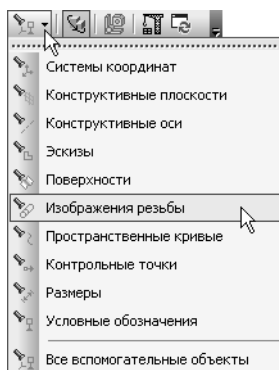 Системы координат
Конструктивные плоскости
Конструктивные оси
Эскизы
Поверхности
Изображения резьбы
Пространственные кривые
Контрольные точки
Размеры
Условные обозначения
Все вспомогательные объекты